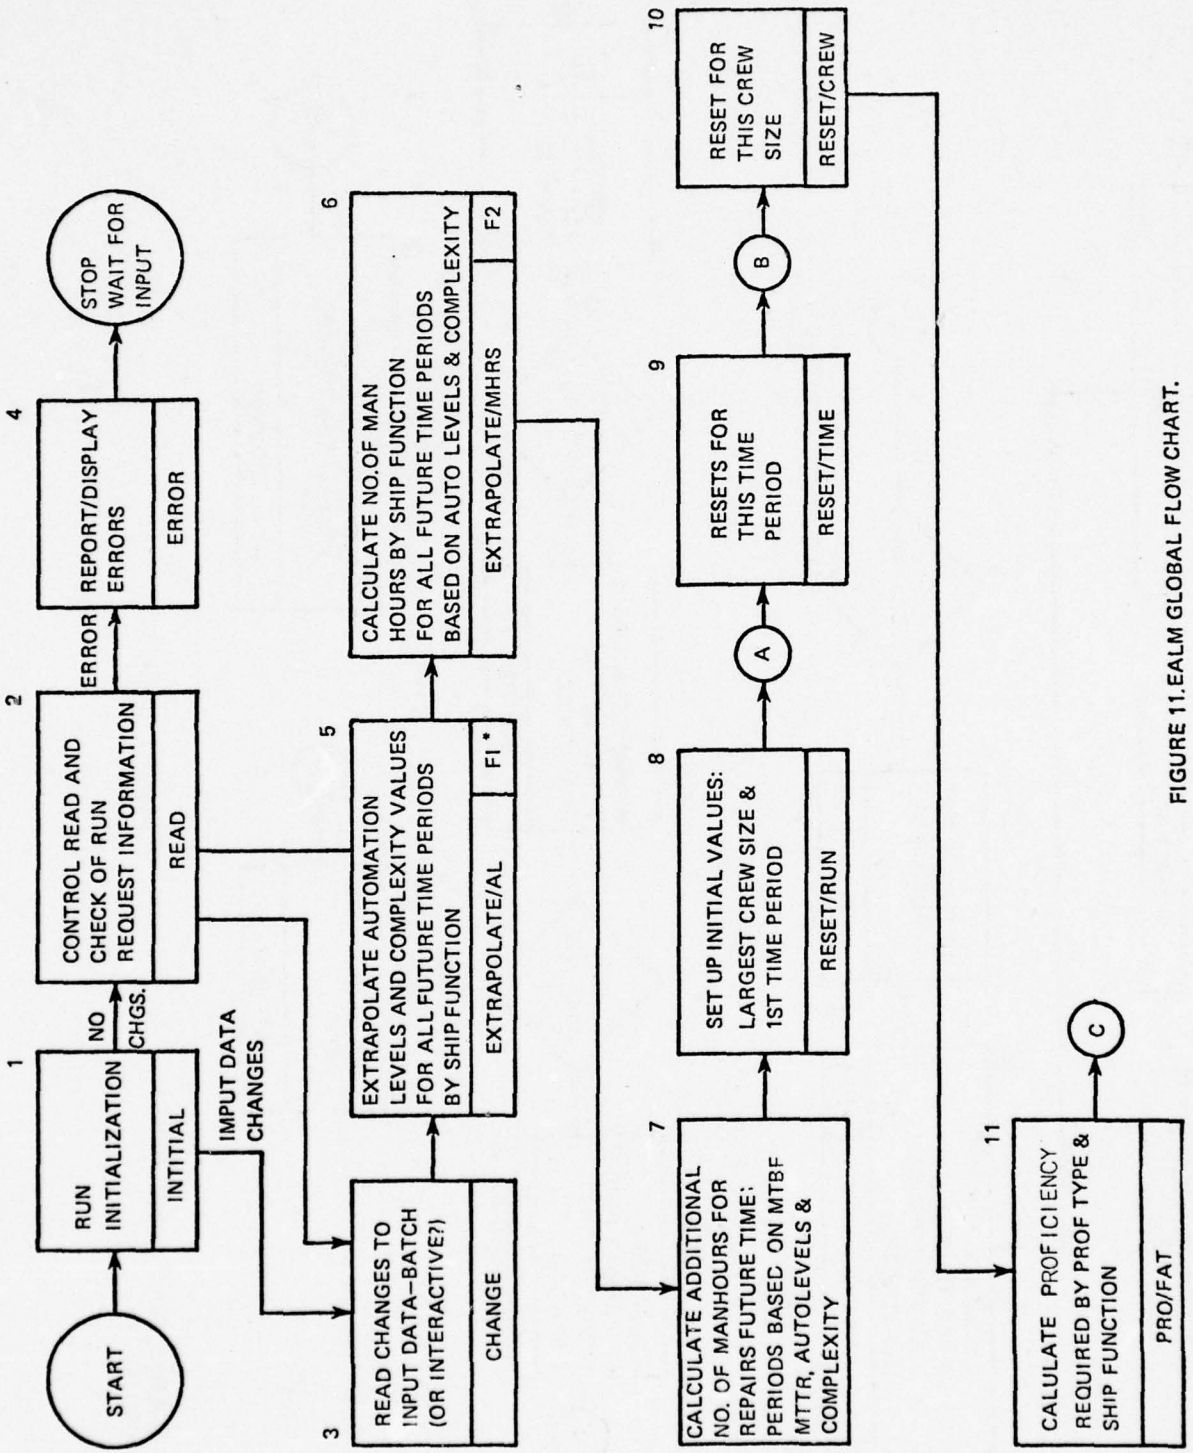 START
1
RUN
INITIALIZATION
INTITIAL
NO
CHGS.
IMPUT DATA
CHANGES
2
CONTROL READ AND
CHECK OF RUN
REQUEST INFORMATION
READ
ERROR
4
REPORT/DISPLAY
ERRORS
ERROR
STOP
WAIT FOR
INPUT
3
READ CHANGES TO
INPUT DATA–BATCH
(OR INTERACTIVE?)
CHANGE
5
EXTRAPOLATE AUTOMATION
LEVELS AND COMPLEXITY VALUES
FOR ALL FUTURE TIME PERIODS
BY SHIP FUNCTION
EXTRAPOLATE/AL
F1 *
6
CALCULATE NO.OF MAN
HOURS BY SHIP FUNCTION
FOR ALL FUTURE TIME PERIODS
BASED ON AUTO LEVELS & COMPLEXITY
EXTRAPOLATE/MHRS
F2
7
CALCULATE ADDITIONAL
NO. OF MANHOURS FOR
REPAIRS FUTURE TIME:
PERIODS BASED ON MTBF
MTTR, AUTOLEVELS &
COMPLEXITY
8
SET UP INITIAL VALUES:
LARGEST CREW SIZE &
1ST TIME PERIOD
RESET/RUN
A
9
RESETS FOR
THIS TIME
PERIOD
RESET/TIME
B
10
RESET FOR
THIS CREW
SIZE
RESET/CREW
11
CALULATE PROFICIENCY
REQUIRED BY PROF TYPE &
SHIP FUNCTION
PRO/FAT
C
FIGURE 11.EALM GLOBAL FLOW CHART.